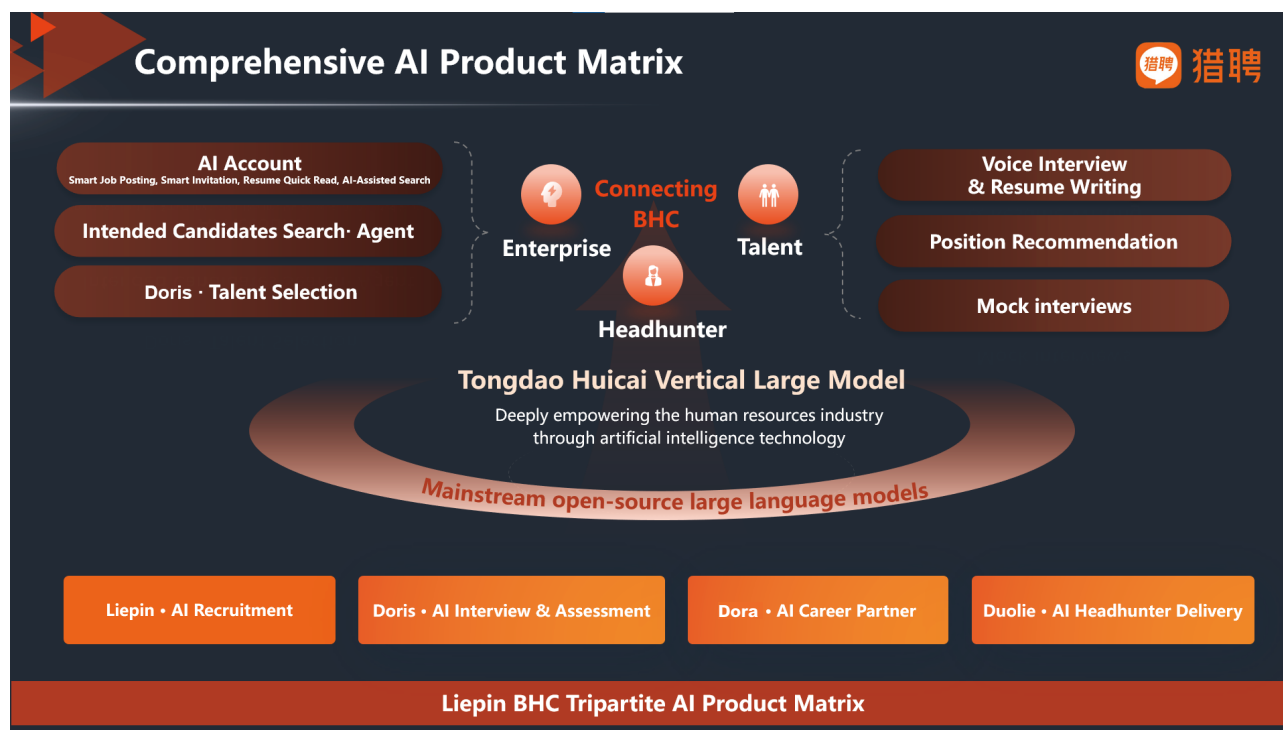 Comprehensive AI Product Matrix
猎聘
猎聘
AI Account
Smart Job Posting, Smart Invitation, Resume Quick Read, AI-Assisted Search
Intended Candidates Search· Agent
Doris · Talent Selection
Connecting
BHC
Enterprise
Talent
Headhunter
Voice Interview
& Resume Writing
Position Recommendation
Mock interviews
Tongdao Huicai Vertical Large Model
Deeply empowering the human resources industry
through artificial intelligence technology
Mainstream open-source large language models
Liepin • AI Recruitment
Doris • AI Interview & Assessment
Dora • AI Career Partner
Duolie • AI Headhunter Delivery
Liepin BHC Tripartite AI Product Matrix